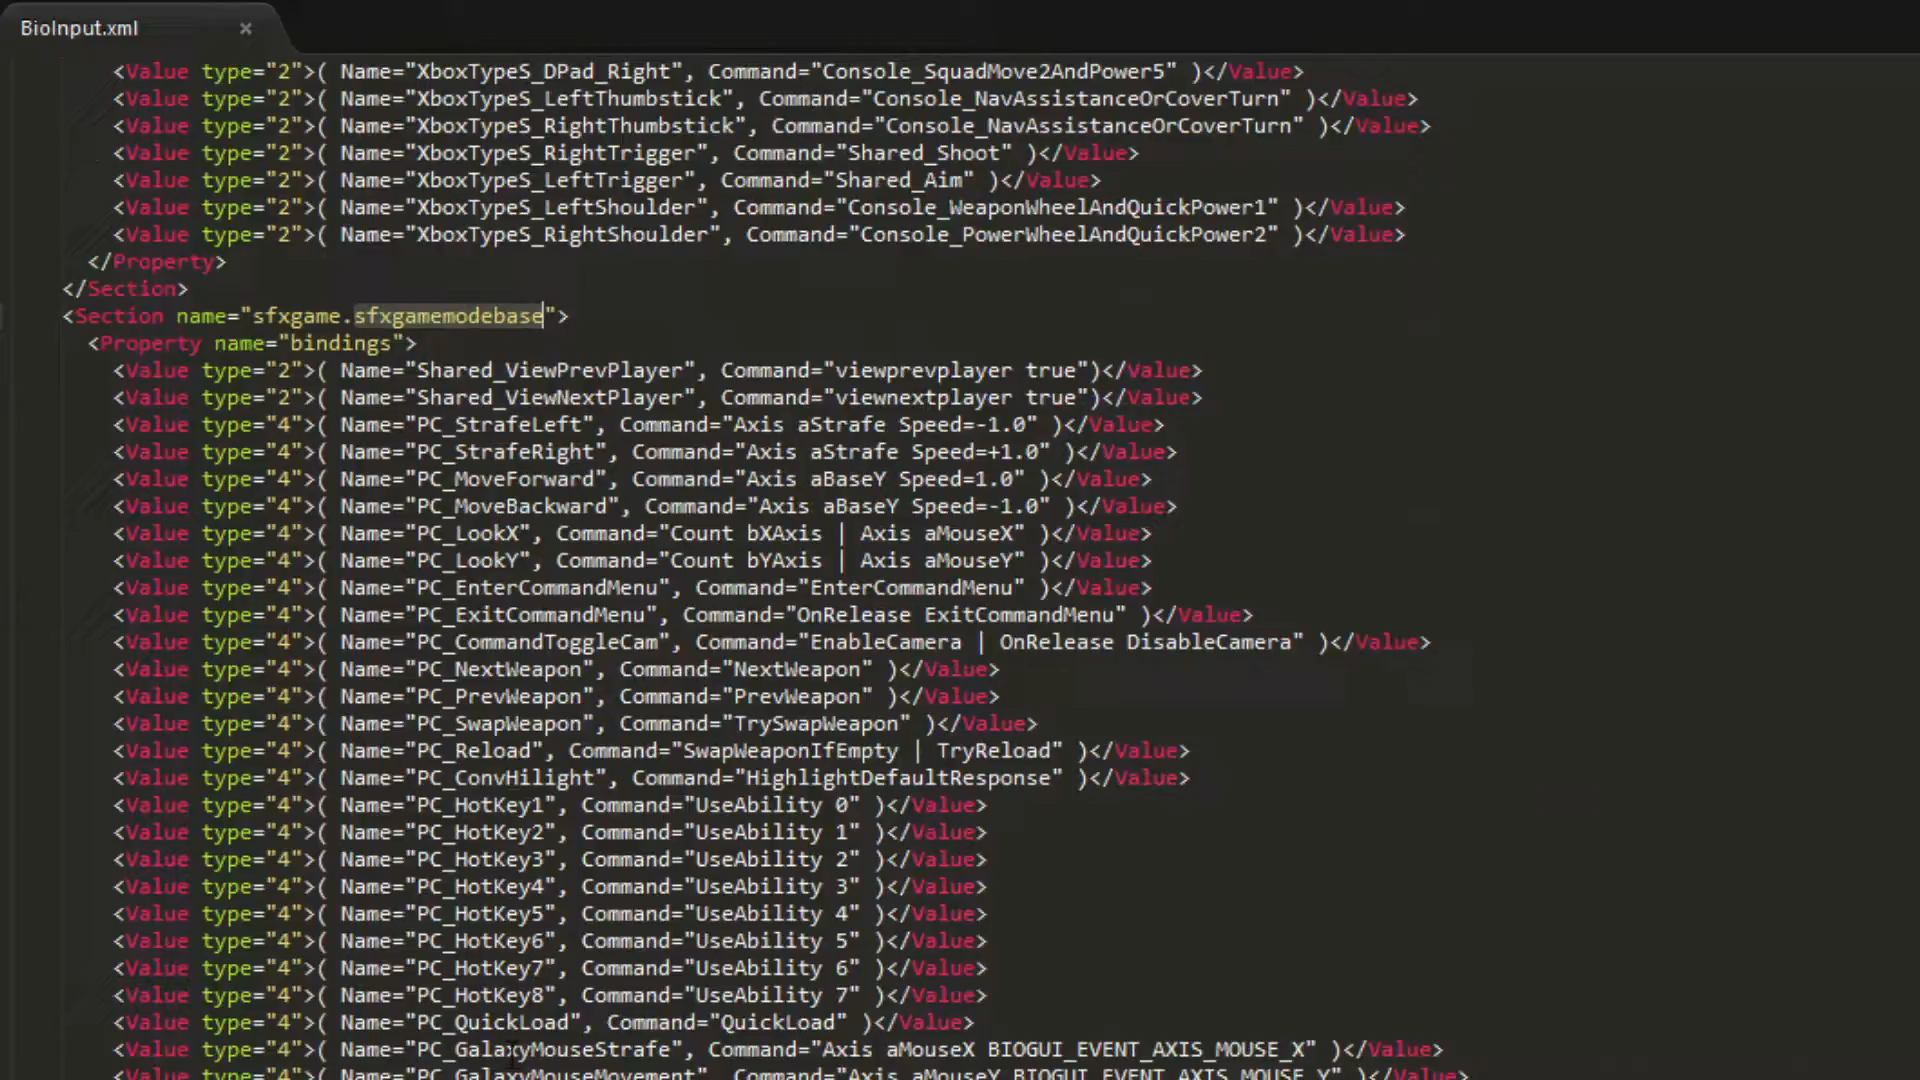 BioInput.xml ×
<Value type="2">( Name="XboxTypeS_DPad_Right", Command="Console_SquadMove2AndPower5" )</Value>
<Value type="2">( Name="XboxTypeS_LeftThumbstick", Command="Console_NavAssistanceOrCoverTurn" )</Value>
<Value type="2">( Name="XboxTypeS_RightThumbstick", Command="Console_NavAssistanceOrCoverTurn" )</Value>
<Value type="2">( Name="XboxTypeS_RightTrigger", Command="Shared_Shoot" )</Value>
<Value type="2">( Name="XboxTypeS_LeftTrigger", Command="Shared_Aim" )</Value>
<Value type="2">( Name="XboxTypeS_LeftShoulder", Command="Console_WeaponWheelAndQuickPower1" )</Value>
<Value type="2">( Name="XboxTypeS_RightShoulder", Command="Console_PowerWheelAndQuickPower2" )</Value>
</Property>
</Section>
<Section name="sfxgame.sfxgamemodebase">
<Property name="bindings">
<Value type="2">( Name="Shared_ViewPrevPlayer", Command="viewprevplayer true")</Value>
<Value type="2">( Name="Shared_ViewNextPlayer", Command="viewnextplayer true")</Value>
<Value type="4">( Name="PC_StrafeLeft", Command="Axis aStrafe Speed=-1.0" )</Value>
<Value type="4">( Name="PC_StrafeRight", Command="Axis aStrafe Speed=+1.0" )</Value>
<Value type="4">( Name="PC_MoveForward", Command="Axis aBaseY Speed=1.0" )</Value>
<Value type="4">( Name="PC_MoveBackward", Command="Axis aBaseY Speed=-1.0" )</Value>
<Value type="4">( Name="PC_LookX", Command="Count bXAxis | Axis aMouseX" )</Value>
<Value type="4">( Name="PC_LookY", Command="Count bYAxis | Axis aMouseY" )</Value>
<Value type="4">( Name="PC_EnterCommandMenu", Command="EnterCommandMenu" )</Value>
<Value type="4">( Name="PC_ExitCommandMenu", Command="OnRelease ExitCommandMenu" )</Value>
<Value type="4">( Name="PC_CommandToggleCam", Command="EnableCamera | OnRelease DisableCamera" )</Value>
<Value type="4">( Name="PC_NextWeapon", Command="NextWeapon" )</Value>
<Value type="4">( Name="PC_PrevWeapon", Command="PrevWeapon" )</Value>
<Value type="4">( Name="PC_SwapWeapon", Command="TrySwapWeapon" )</Value>
<Value type="4">( Name="PC_Reload", Command="SwapWeaponIfEmpty | TryReload" )</Value>
<Value type="4">( Name="PC_ConvHilight", Command="HighlightDefaultResponse" )</Value>
<Value type="4">( Name="PC_HotKey1", Command="UseAbility 0" )</Value>
<Value type="4">( Name="PC_HotKey2", Command="UseAbility 1" )</Value>
<Value type="4">( Name="PC_HotKey3", Command="UseAbility 2" )</Value>
<Value type="4">( Name="PC_HotKey4", Command="UseAbility 3" )</Value>
<Value type="4">( Name="PC_HotKey5", Command="UseAbility 4" )</Value>
<Value type="4">( Name="PC_HotKey6", Command="UseAbility 5" )</Value>
<Value type="4">( Name="PC_HotKey7", Command="UseAbility 6" )</Value>
<Value type="4">( Name="PC_HotKey8", Command="UseAbility 7" )</Value>
<Value type="4">( Name="PC_QuickLoad", Command="QuickLoad" )</Value>
<Value type="4">( Name="PC_GalaxyMouseStrafe", Command="Axis aMouseX BIOGUI_EVENT_AXIS_MOUSE_X" )</Value>
<Value type="4">( Name="PC_GalaxyMouseMovement", Command="Axis aMouseY BIOGUI_EVENT_AXIS_MOUSE_Y" )</Value>